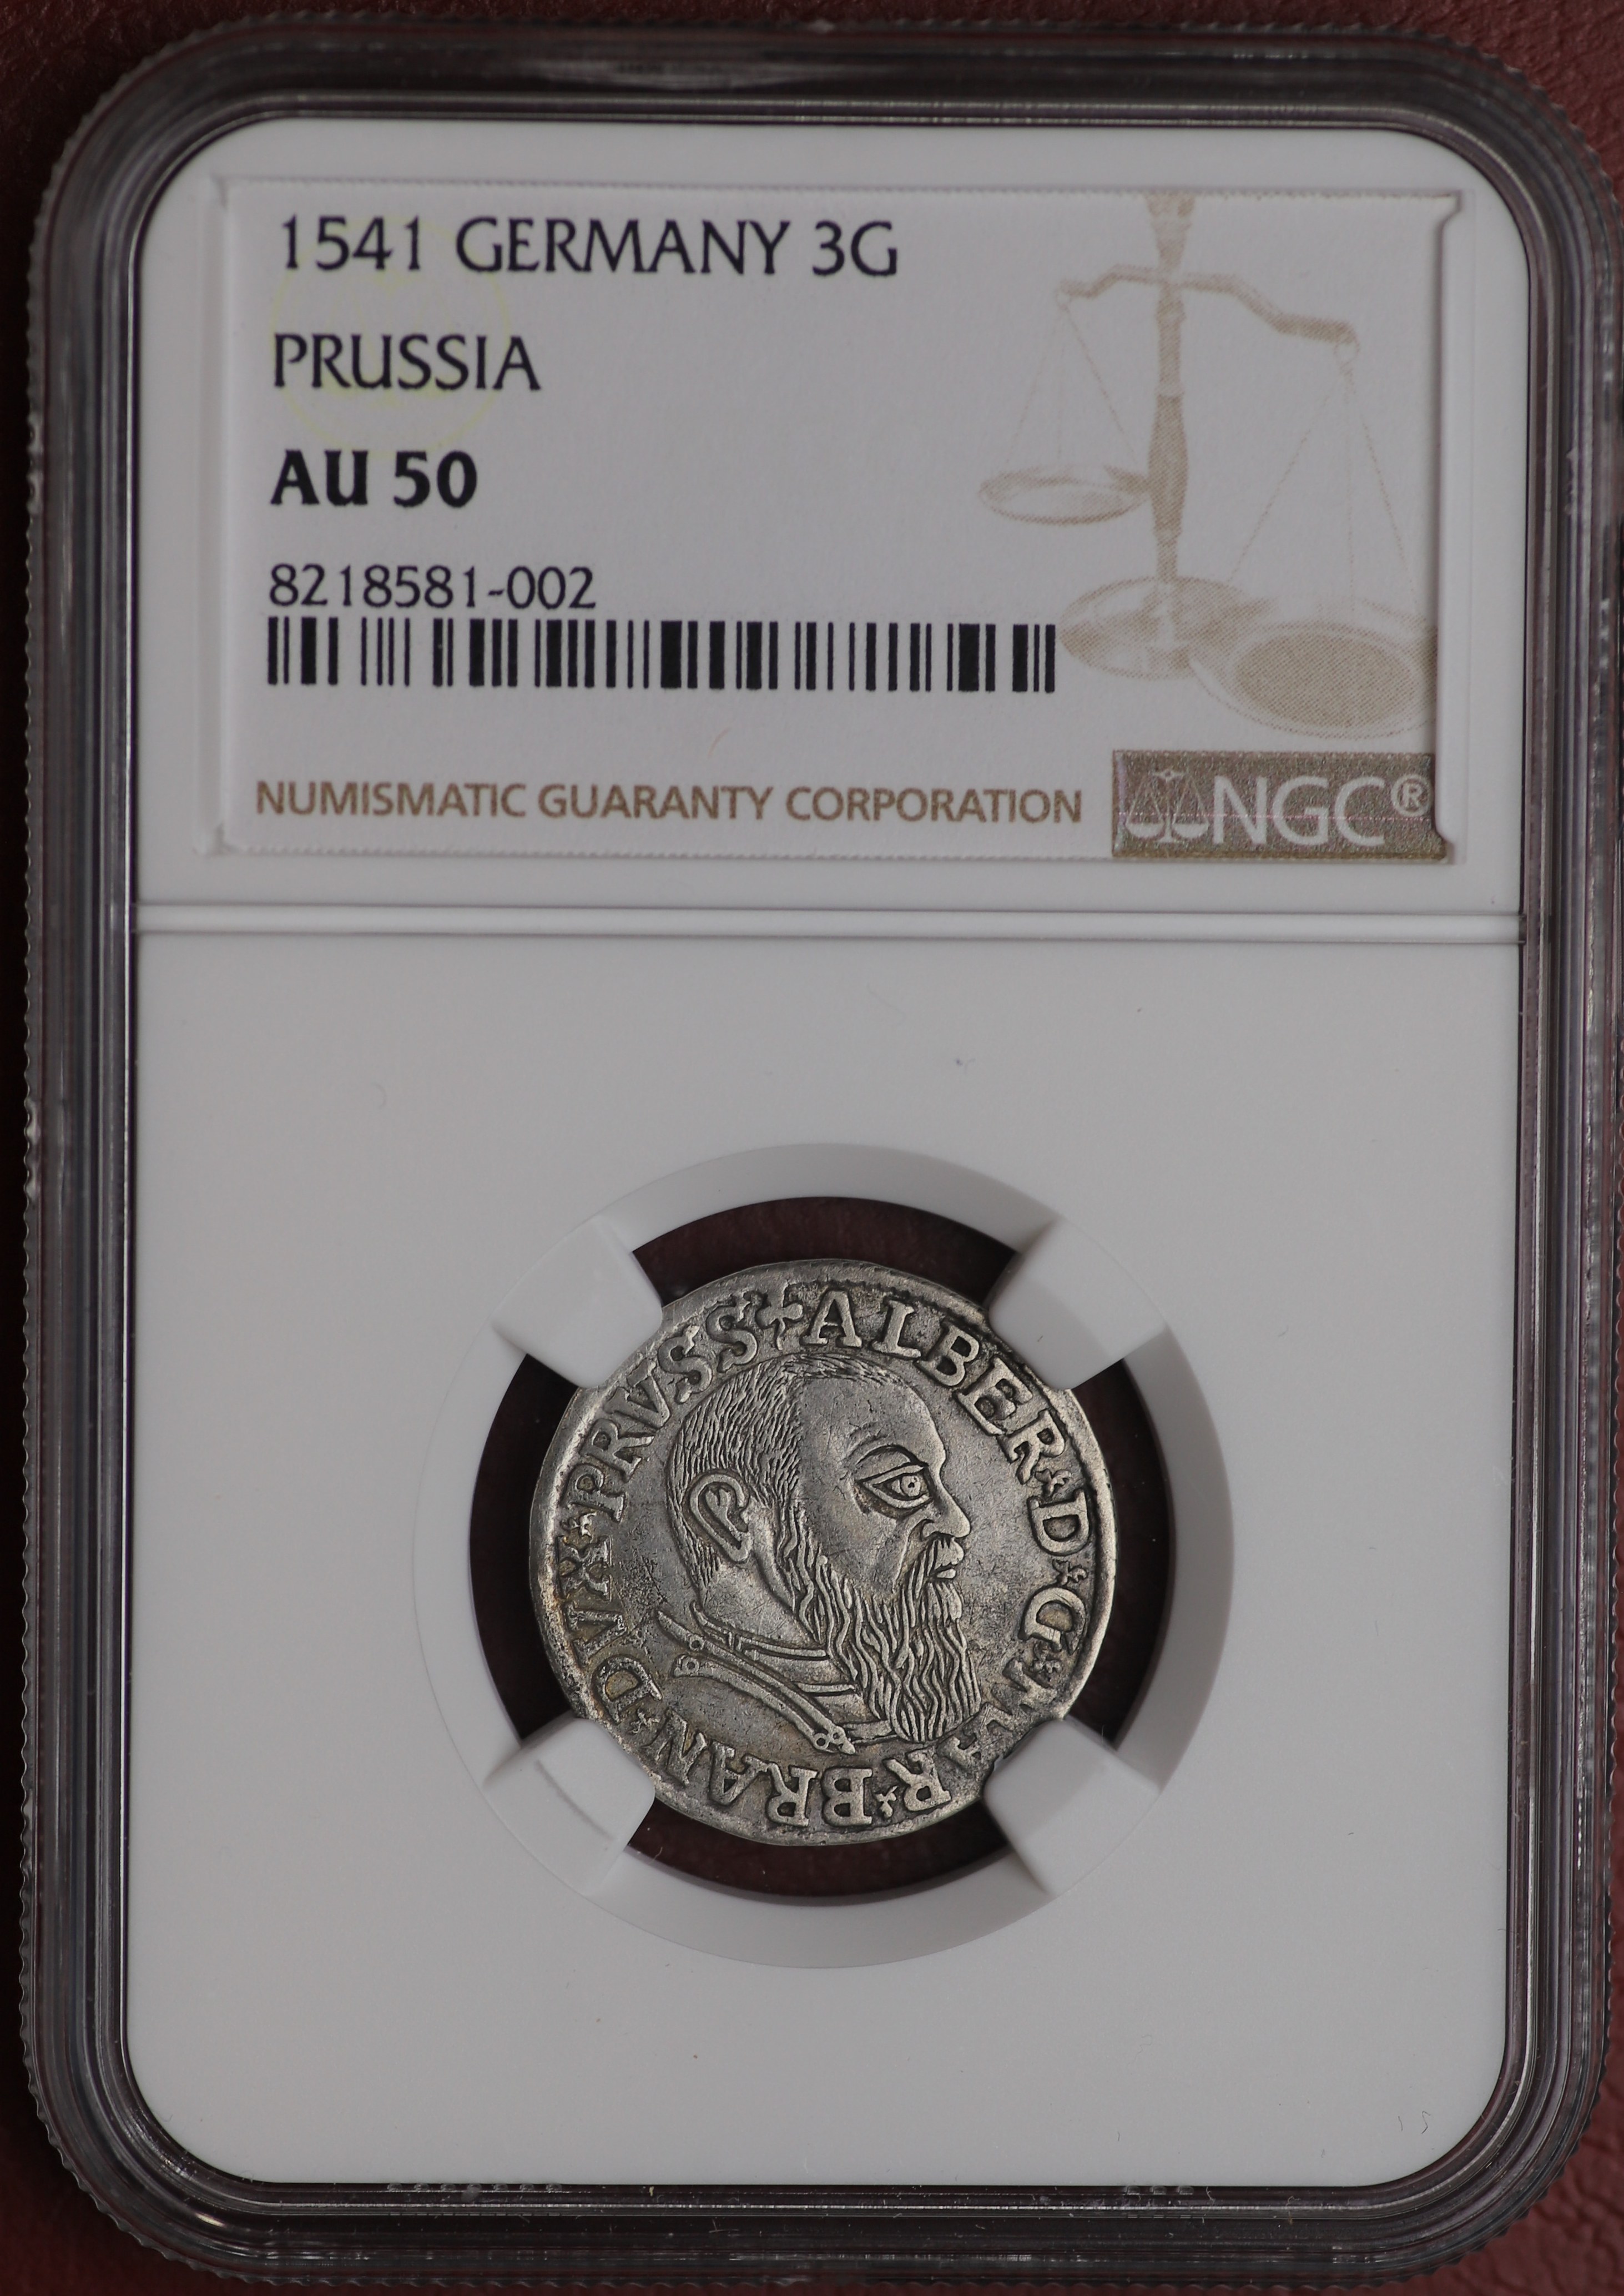 1541 GERMANY 3G
PRUSSIA
AU 50
8218581-002
NUMISMATIC GUARANTY CORPORATION
NGC®
ALBER·D·G·MAR·BRAN·DVX·PRVSS